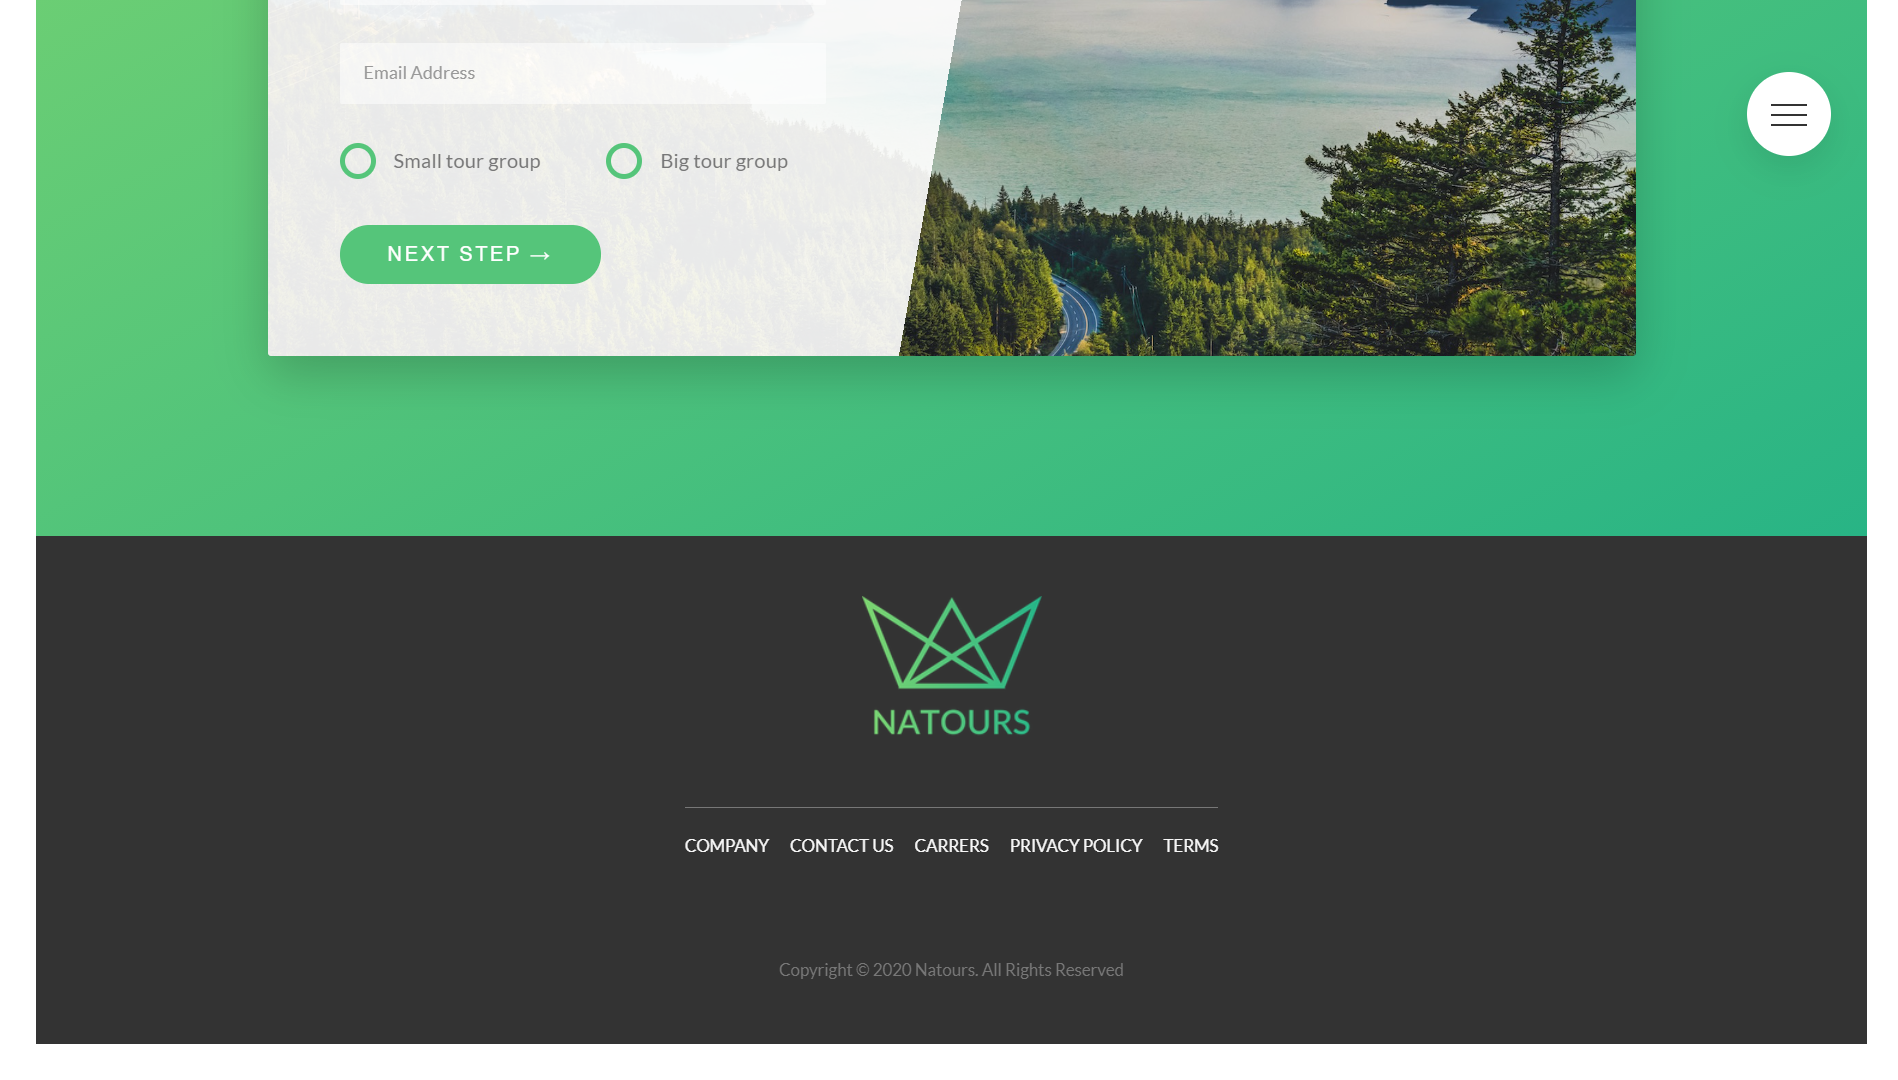 Email Address
Small tour group Big tour group
NEXT STEP →
NATOURS
COMPANY CONTACT US CARRERS PRIVACY POLICY TERMS
Copyright © 2020 Natours. All Rights Reserved